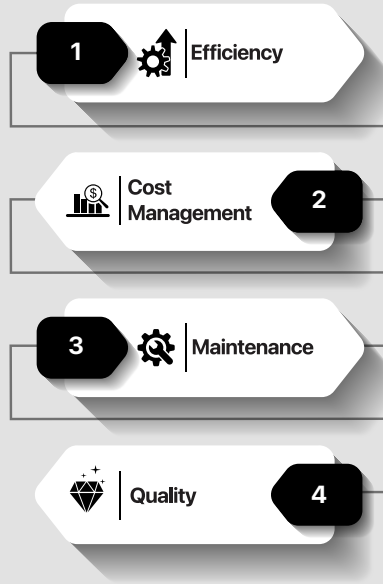 1
Efficiency
$
Cost
Management
2
3
Maintenance
Quality
4